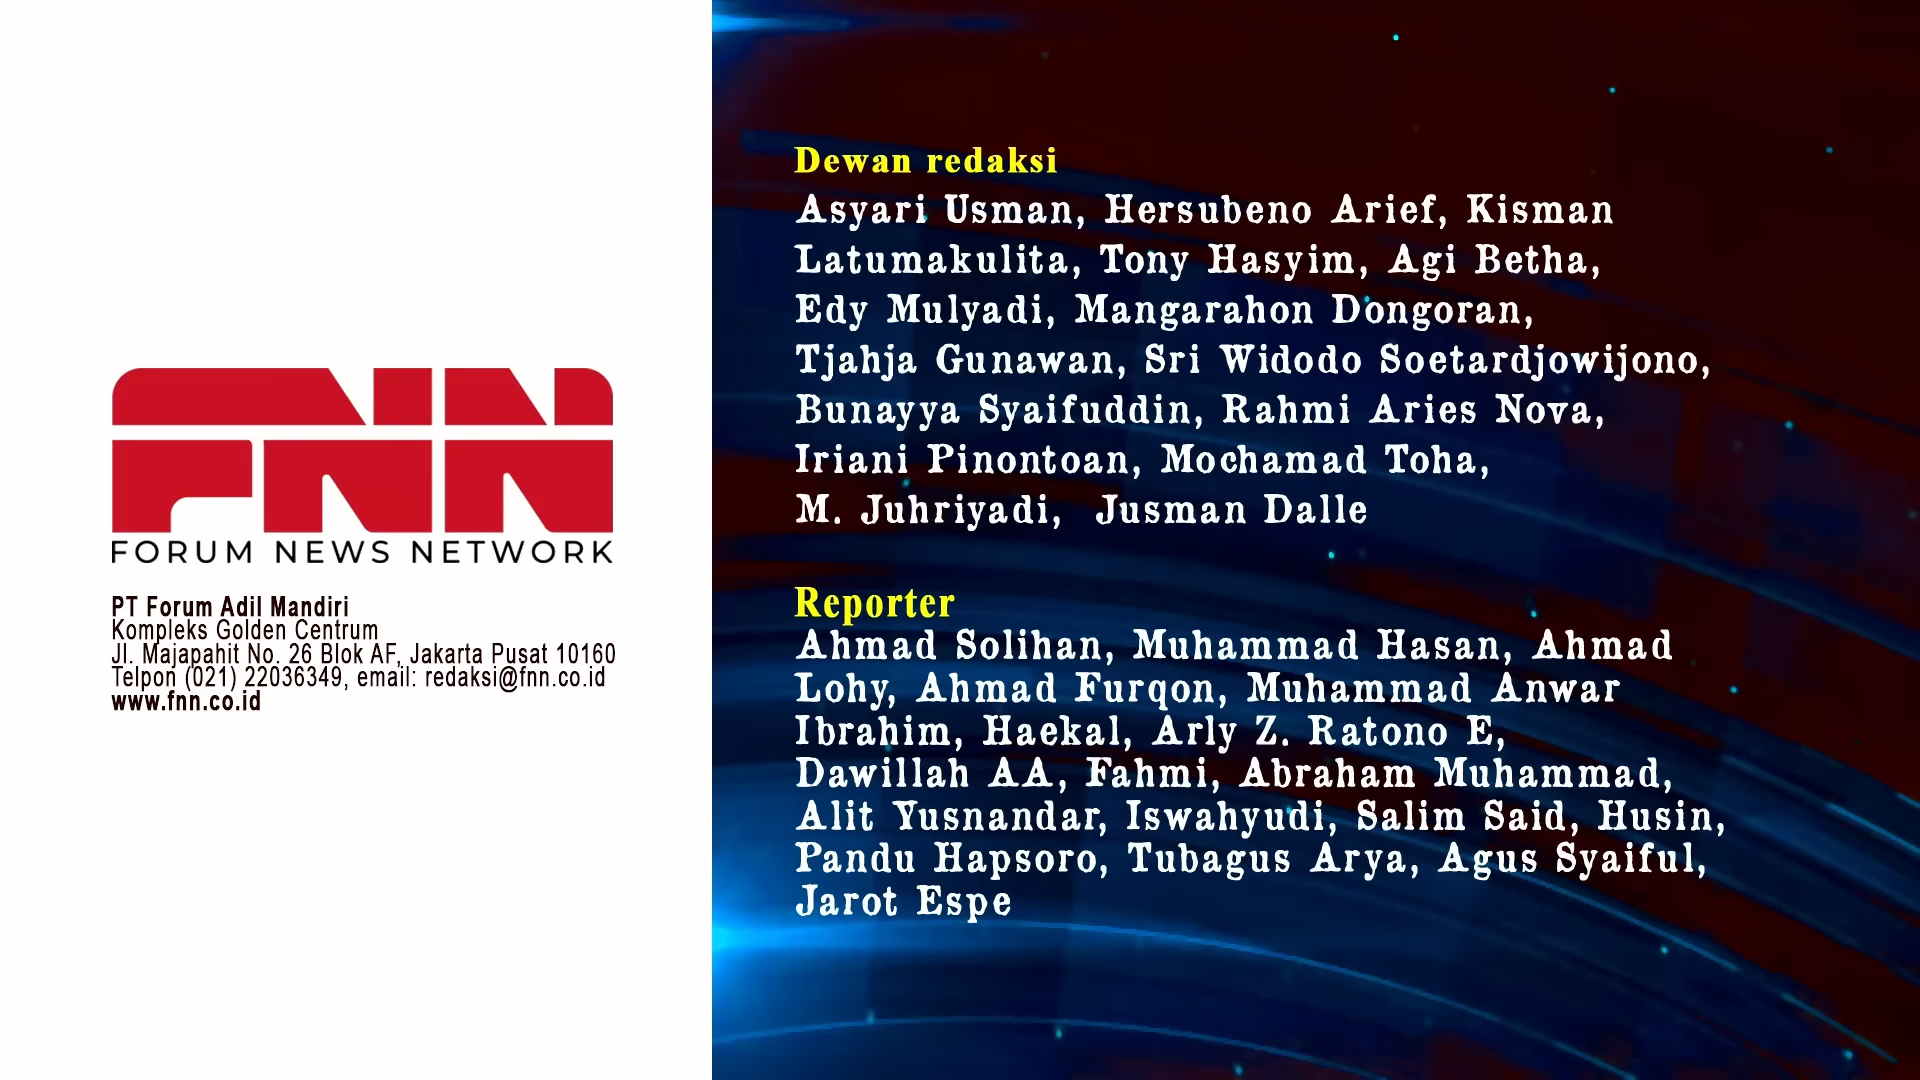 FNN
FORUM NEWS NETWORK
PT Forum Adil Mandiri
Kompleks Golden Centrum
Jl. Majapahit No. 26 Blok AF, Jakarta Pusat 10160
Telpon (021) 22036349, email: redaksi@fnn.co.id
www.fnn.co.id
Dewan redaksi
Asyari Usman, Hersubeno Arief, Kisman
Latumakulita, Tony Hasyim, Agi Betha,
Edy Mulyadi, Mangarahon Dongoran,
Tjahja Gunawan, Sri Widodo Soetardjowijono,
Bunayya Syaifuddin, Rahmi Aries Nova,
Iriani Pinontoan, Mochamad Toha,
M. Juhriyadi,  Jusman Dalle
Reporter
Ahmad Solihan, Muhammad Hasan, Ahmad
Lohy, Ahmad Furqon, Muhammad Anwar
Ibrahim, Haekal, Arly Z. Ratono E,
Dawillah AA, Fahmi, Abraham Muhammad,
Alit Yusnandar, Iswahyudi, Salim Said, Husin,
Pandu Hapsoro, Tubagus Arya, Agus Syaiful,
Jarot Espe